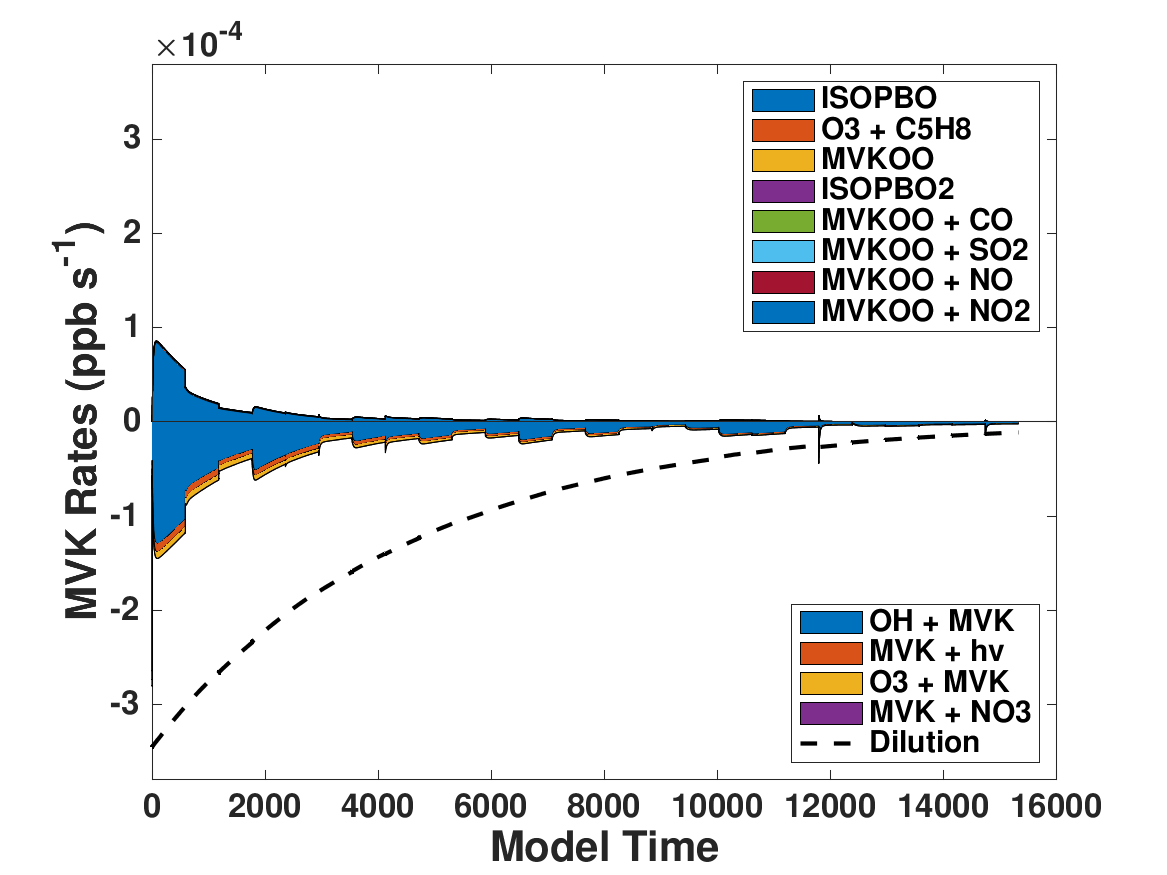 ×10-4
MVK Rates (ppb s-1)
3
2
1
0
-1
-2
-3
ISOPBO
O3 + C5H8
MVKOO
ISOPBO2
MVKOO + CO
MVKOO + SO2
MVKOO + NO
MVKOO + NO2
OH + MVK
MVK + hv
O3 + MVK
MVK + NO3
Dilution
0 2000 4000 6000 8000 10000 12000 14000 16000
Model Time